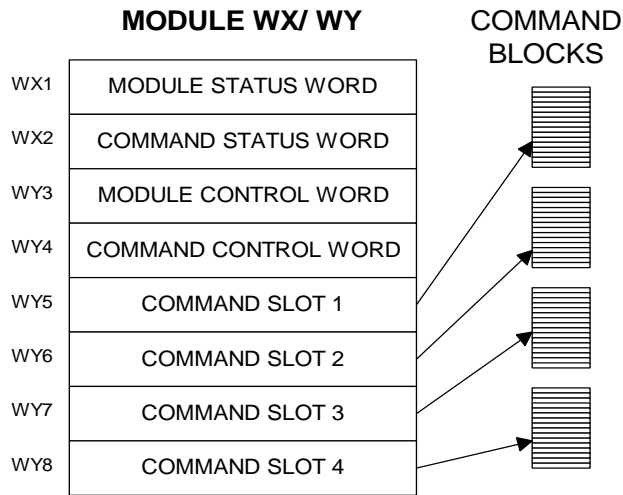 MODULE WX/ WY
COMMAND
BLOCKS
WX1 MODULE STATUS WORD
WX2 COMMAND STATUS WORD
WY3 MODULE CONTROL WORD
WY4 COMMAND CONTROL WORD
WY5 COMMAND SLOT 1
WY6 COMMAND SLOT 2
WY7 COMMAND SLOT 3
WY8 COMMAND SLOT 4